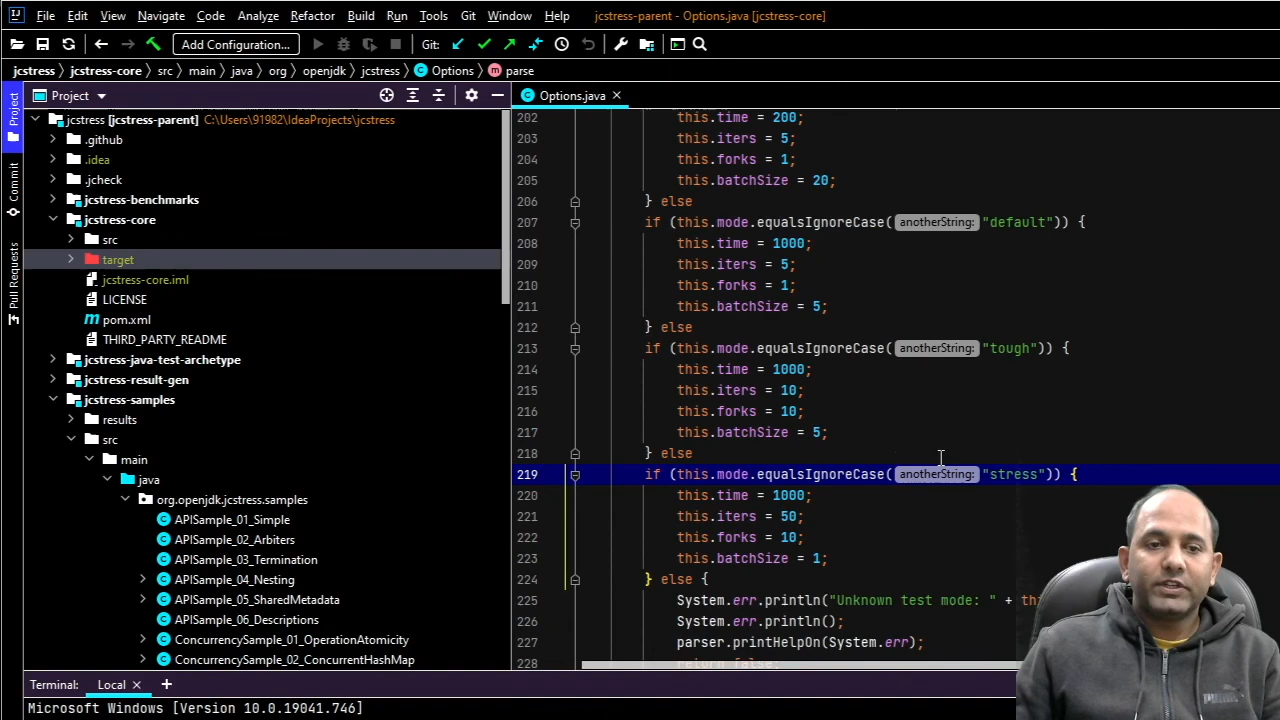 File Edit View Navigate Code Analyze Refactor Build Run Tools Git Window Help jcstress-parent - Options.java [jcstress-core]
Add Configuration... Git:
jcstress jcstress-core src main java org openjdk jcstress Options parse
Project
Commit
Pull Requests
Project
Options.java
jcstress [jcstress-parent] C:\Users\91982\IdeaProjects\jcstress
.github
.idea
.jcheck
jcstress-benchmarks
jcstress-core
src
target
jcstress-core.iml
LICENSE
pom.xml
THIRD_PARTY_README
jcstress-java-test-archetype
jcstress-result-gen
jcstress-samples
results
src
main
java
org.openjdk.jcstress.samples
APISample_01_Simple
APISample_02_Arbiters
APISample_03_Termination
APISample_04_Nesting
APISample_05_SharedMetadata
APISample_06_Descriptions
ConcurrencySample_01_OperationAtomicity
ConcurrencySample_02_ConcurrentHashMap
202 this.time = 200;
203 this.iters = 5;
204 this.forks = 1;
205 this.batchSize = 20;
206 } else
207 if (this.mode.equalsIgnoreCase( anotherString: "default")) {
208 this.time = 1000;
209 this.iters = 5;
210 this.forks = 1;
211 this.batchSize = 5;
212 } else
213 if (this.mode.equalsIgnoreCase( anotherString: "tough")) {
214 this.time = 1000;
215 this.iters = 10;
216 this.forks = 10;
217 this.batchSize = 5;
218 } else
219 if (this.mode.equalsIgnoreCase( anotherString: "stress")) {
220 this.time = 1000;
221 this.iters = 50;
222 this.forks = 10;
223 this.batchSize = 1;
224 } else {
225 System.err.println("Unknown test mode: " + th
226 System.err.println();
227 parser.printHelpOn(System.err);
228 return false;
Terminal: Local
Microsoft Windows [Version 10.0.19041.746]
PUMA